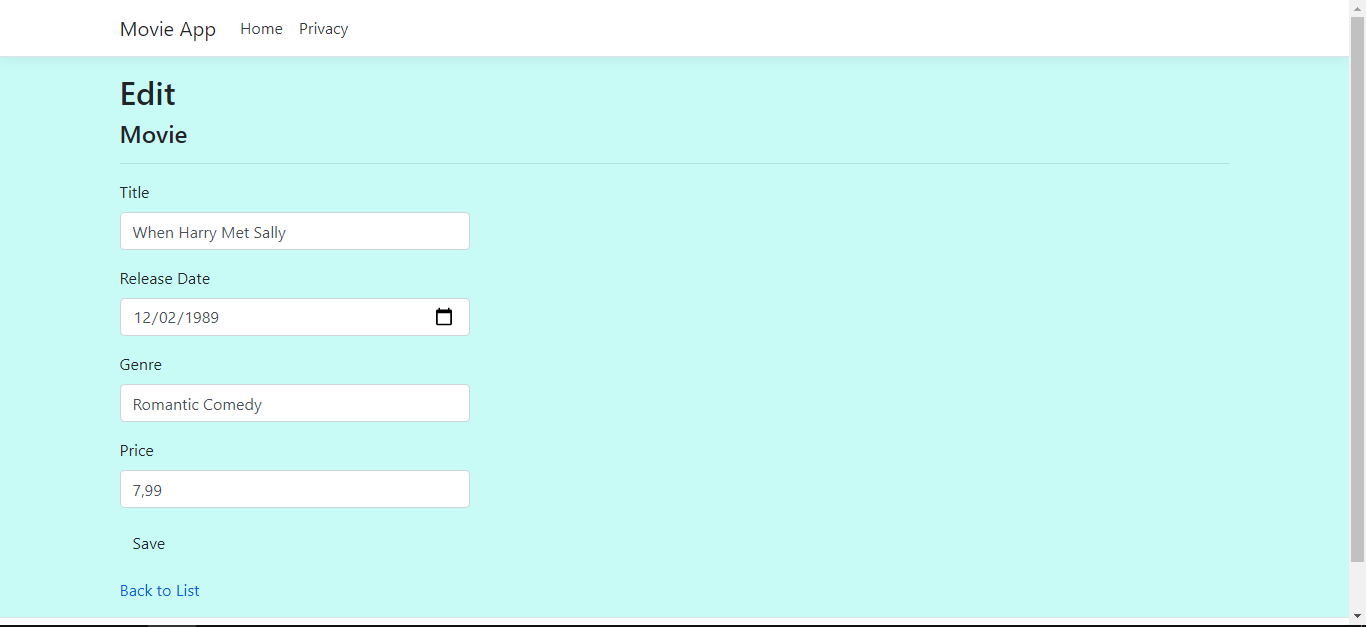 Movie App Home Privacy
Edit
Movie
Title
When Harry Met Sally
Release Date
12/02/1989
Genre
Romantic Comedy
Price
7,99
Save
Back to List